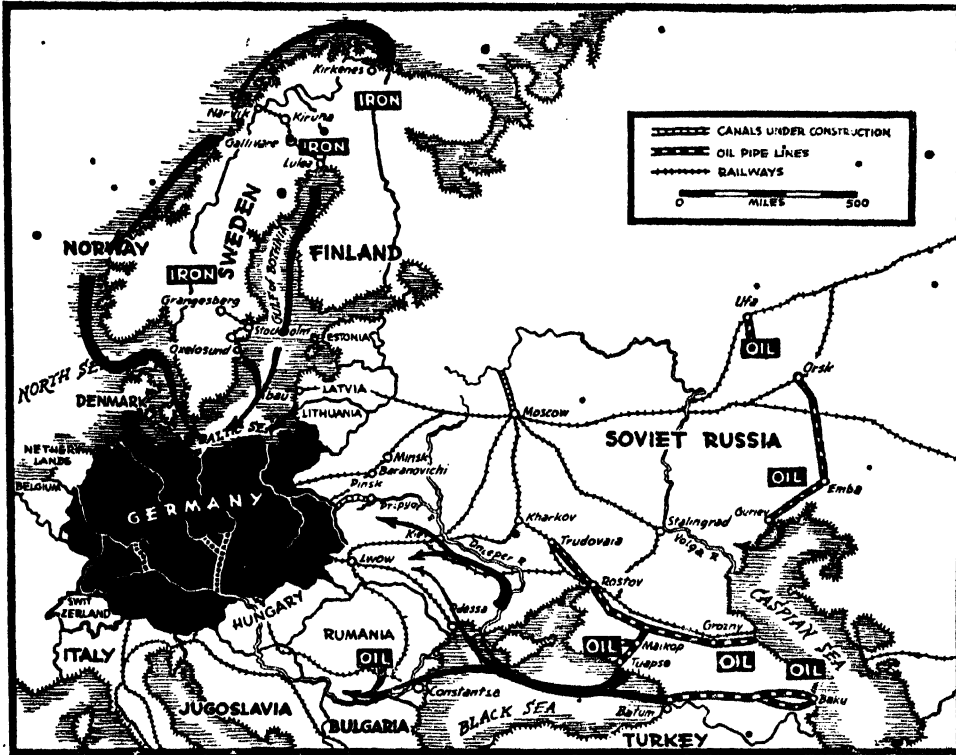 Kirkenes
IRON
Narvik
Kiruna
Gallivare
IRON
Lulea
CANALS UNDER CONSTRUCTION
OIL PIPE LINES
RAILWAYS
0 MILES 500
NORWAY
SWEDEN
FINLAND
GULF of BOTHNIA
IRON
Grangesberg
Stockholm
Oxelosund
ESTONIA
Ufa
OIL
Orsk
NORTH SEA
DENMARK
LATVIA
LITHUANIA
BALTIC SEA
Moscow
SOVIET RUSSIA
NETHERLANDS
BELGIUM
GERMANY
Minsk
Baranovichi
Pinsk
Pripyat
OIL
Emba
Guriev
Kharkov
Trudovaia
Stalingrad
Volga R
Kiev
Dnieper R
Lwow
SWITZERLAND
HUNGARY
Rostov
CASPIAN SEA
ITALY
RUMANIA
OIL
Odessa
Grozny
OIL
Maikop
OIL
Tuapse
OIL
Baku
JUGOSLAVIA
Constantsa
BULGARIA
BLACK SEA
Batum
TURKEY